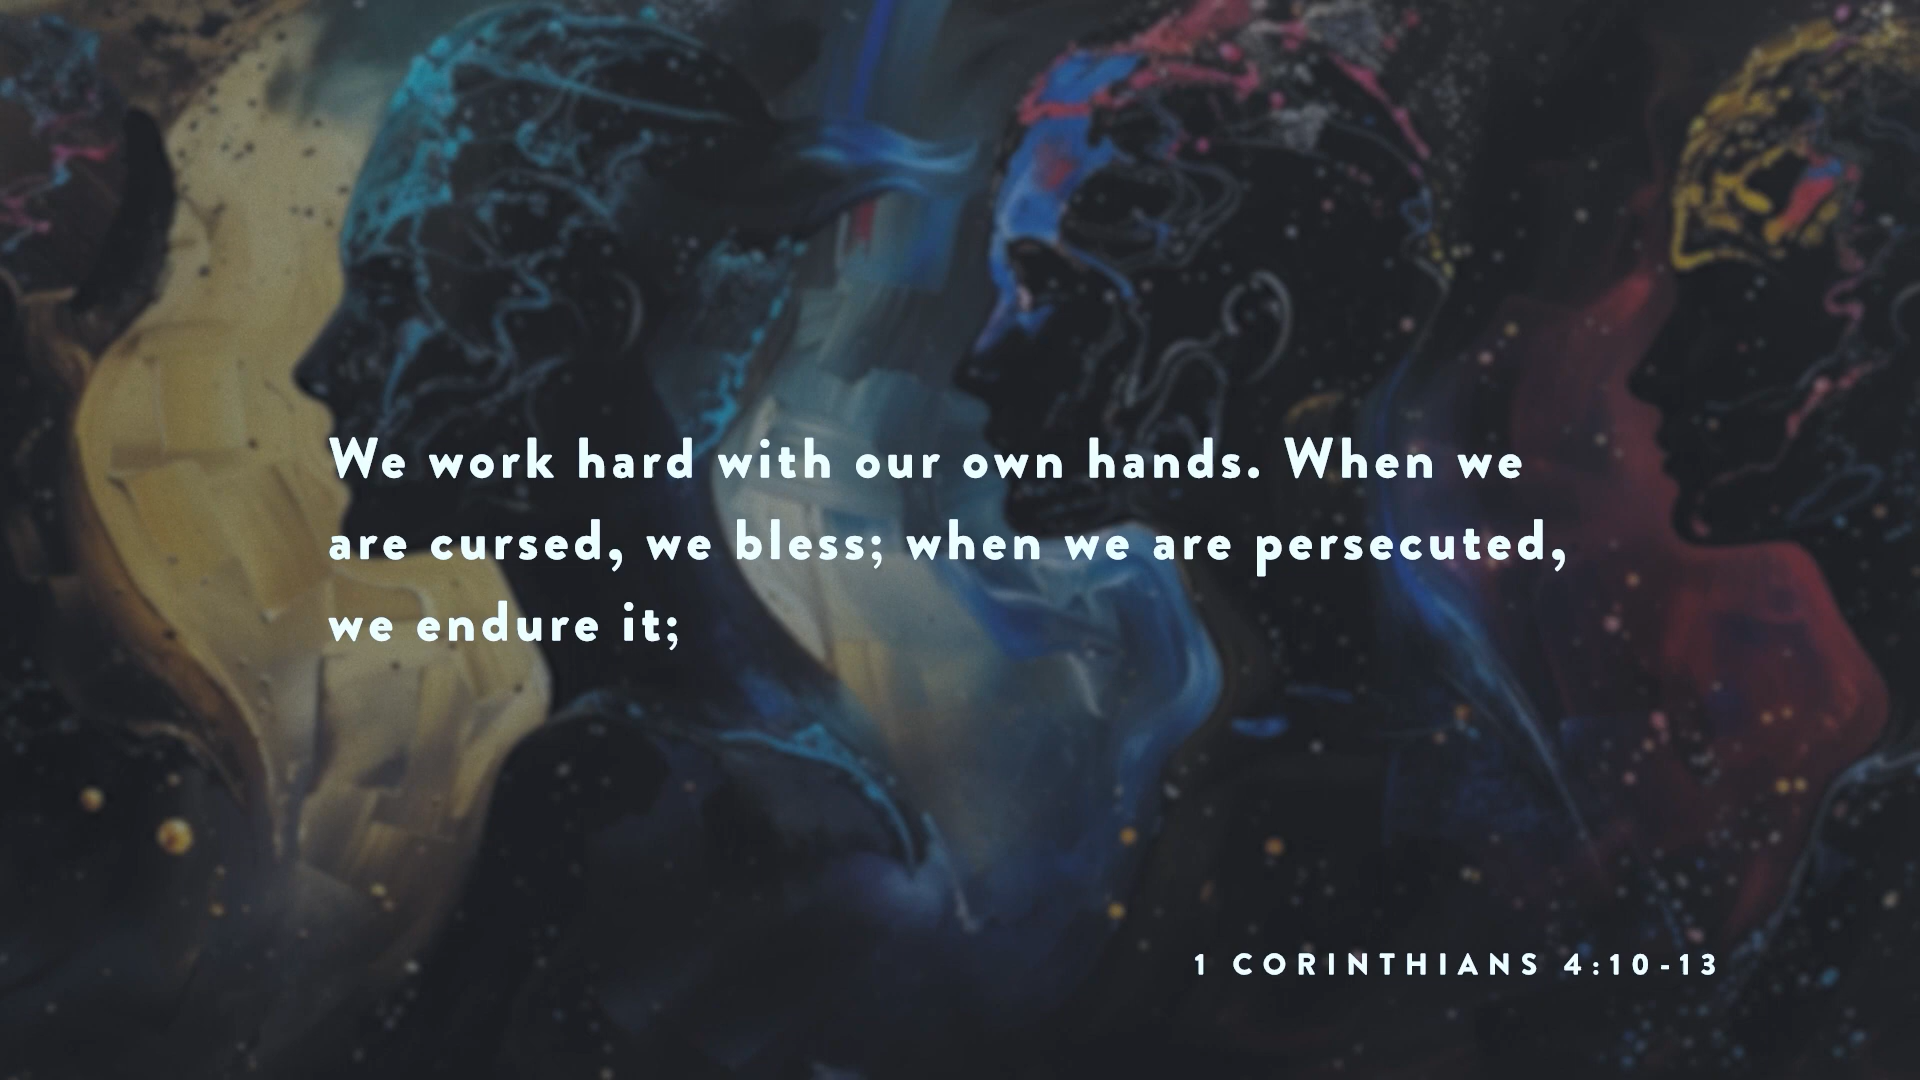 We work hard with our own hands. When we
are cursed, we bless; when we are persecuted,
we endure it;
1 CORINTHIANS 4:10-13